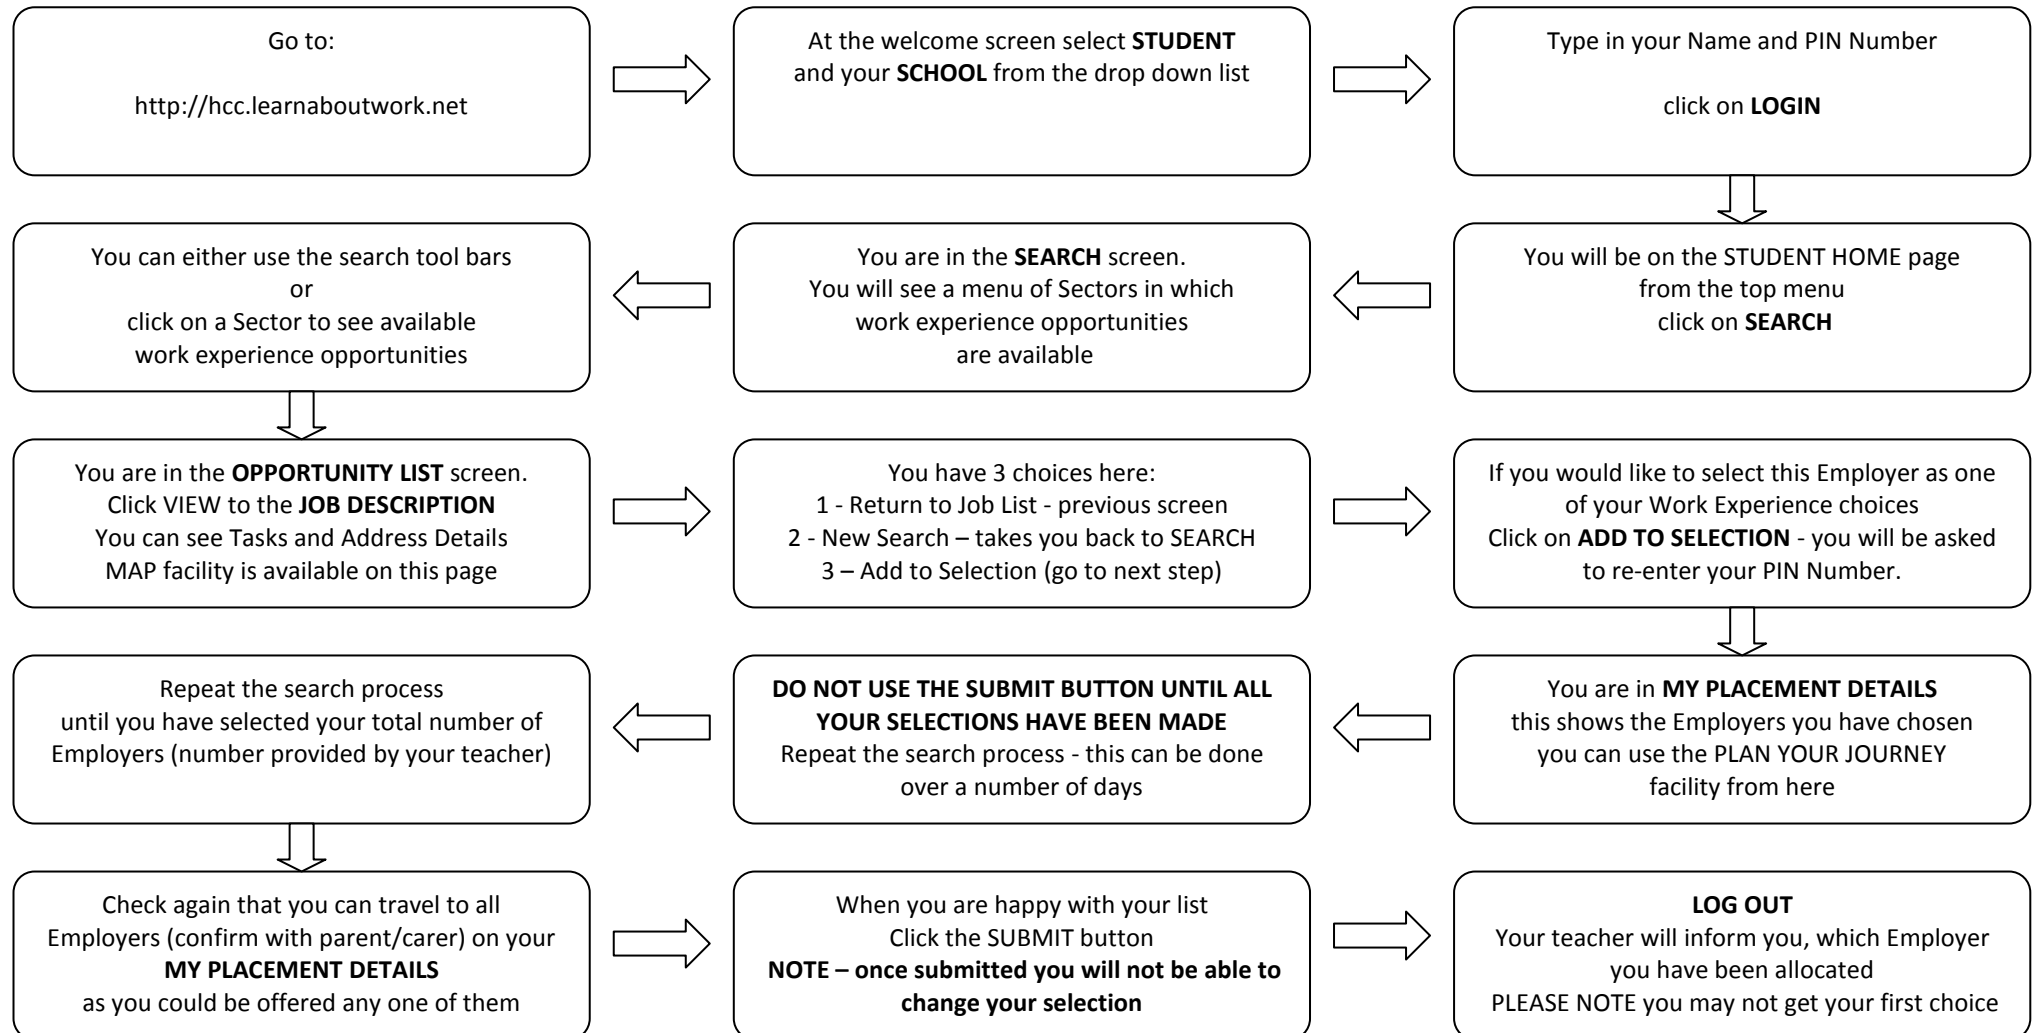 Go to:
http://hcc.learnaboutwork.net
At the welcome screen select STUDENT
and your SCHOOL from the drop down list
Type in your Name and PIN Number
click on LOGIN
You will be on the STUDENT HOME page
from the top menu
click on SEARCH
You are in the SEARCH screen.
You will see a menu of Sectors in which
work experience opportunities
are available
You can either use the search tool bars
or
click on a Sector to see available
work experience opportunities
You are in the OPPORTUNITY LIST screen.
Click VIEW to the JOB DESCRIPTION
You can see Tasks and Address Details
MAP facility is available on this page
You have 3 choices here:
1 - Return to Job List - previous screen
2 - New Search – takes you back to SEARCH
3 – Add to Selection (go to next step)
If you would like to select this Employer as one
of your Work Experience choices
Click on ADD TO SELECTION - you will be asked
to re-enter your PIN Number.
You are in MY PLACEMENT DETAILS
this shows the Employers you have chosen
you can use the PLAN YOUR JOURNEY
facility from here
DO NOT USE THE SUBMIT BUTTON UNTIL ALL
YOUR SELECTIONS HAVE BEEN MADE
Repeat the search process - this can be done
over a number of days
Repeat the search process
until you have selected your total number of
Employers (number provided by your teacher)
Check again that you can travel to all
Employers (confirm with parent/carer) on your
MY PLACEMENT DETAILS
as you could be offered any one of them
When you are happy with your list
Click the SUBMIT button
NOTE – once submitted you will not be able to
change your selection
LOG OUT
Your teacher will inform you, which Employer
you have been allocated
PLEASE NOTE you may not get your first choice